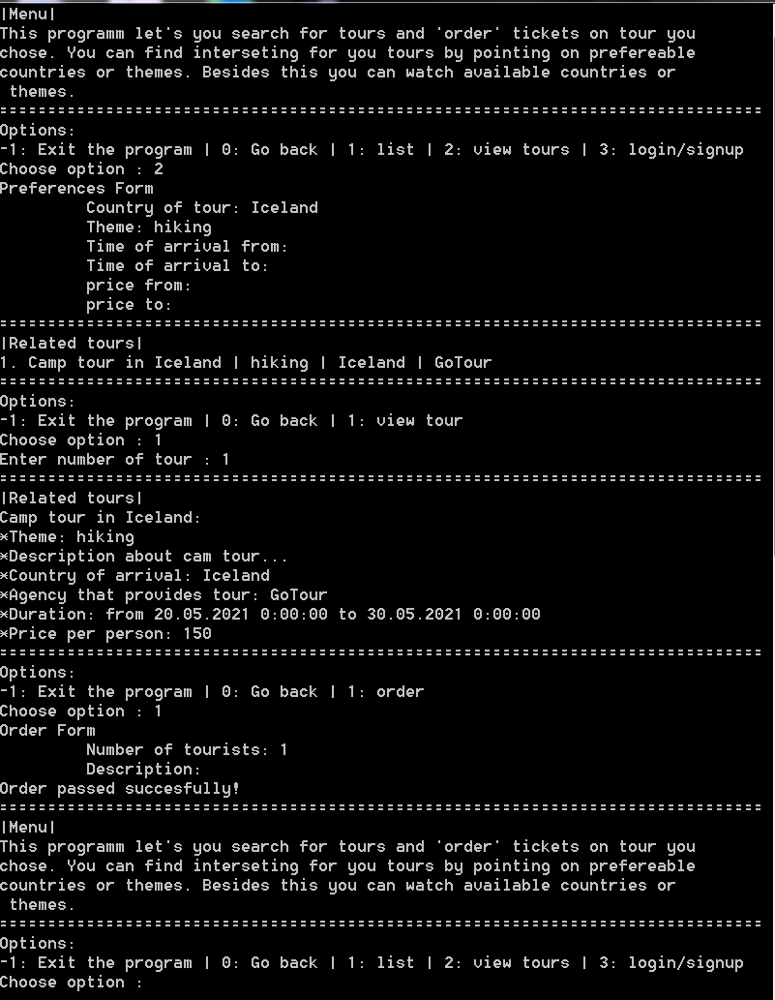 |Menu|
This programm let's you search for tours and 'order' tickets on tour you
chose. You can find interseting for you tours by pointing on prefereable
countries or themes. Besides this you can watch available countries or
 themes.
===============================================================================
Options:
-1: Exit the program | 0: Go back | 1: list | 2: view tours | 3: login/signup
Choose option : 2
Preferences Form
         Country of tour: Iceland
         Theme: hiking
         Time of arrival from:
         Time of arrival to:
         price from:
         price to:
===============================================================================
|Related tours|
1. Camp tour in Iceland | hiking | Iceland | GoTour
===============================================================================
Options:
-1: Exit the program | 0: Go back | 1: view tour
Choose option : 1
Enter number of tour : 1
===============================================================================
|Related tours|
Camp tour in Iceland:
*Theme: hiking
*Description about cam tour...
*Country of arrival: Iceland
*Agency that provides tour: GoTour
*Duration: from 20.05.2021 0:00:00 to 30.05.2021 0:00:00
*Price per person: 150
===============================================================================
Options:
-1: Exit the program | 0: Go back | 1: order
Choose option : 1
Order Form
         Number of tourists: 1
         Description:
Order passed succesfully!
===============================================================================
|Menu|
This programm let's you search for tours and 'order' tickets on tour you
chose. You can find interseting for you tours by pointing on prefereable
countries or themes. Besides this you can watch available countries or
 themes.
===============================================================================
Options:
-1: Exit the program | 0: Go back | 1: list | 2: view tours | 3: login/signup
Choose option :